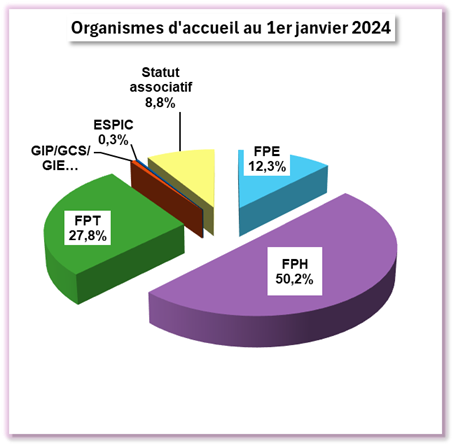 Organismes d'accueil au 1er janvier 2024
Statut
associatif
8,8%
ESPIC
0,3%
GIP/GCS/
GIE...
FPE
12,3%
FPT
27,8%
FPH
50,2%